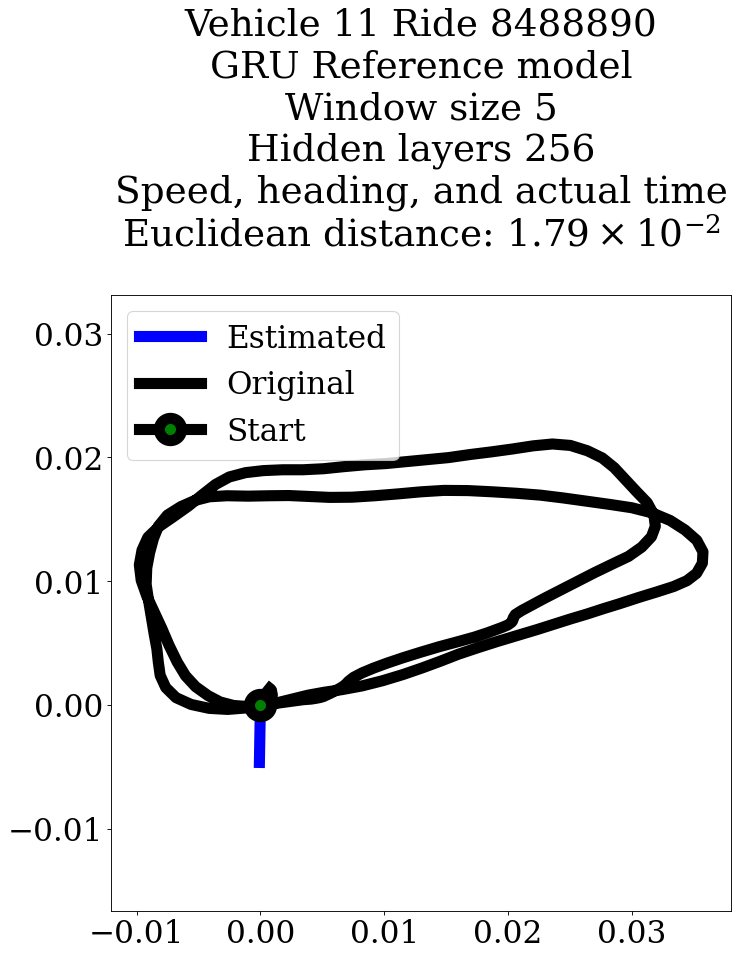 Vehicle 11 Ride 8488890
GRU Reference model
Window size 5
Hidden layers 256
Speed, heading, and actual time
Euclidean distance: 1.79 × 10⁻²
Estimated
Original
Start
0.03
0.02
0.01
0.00
−0.01
−0.01 0.00 0.01 0.02 0.03